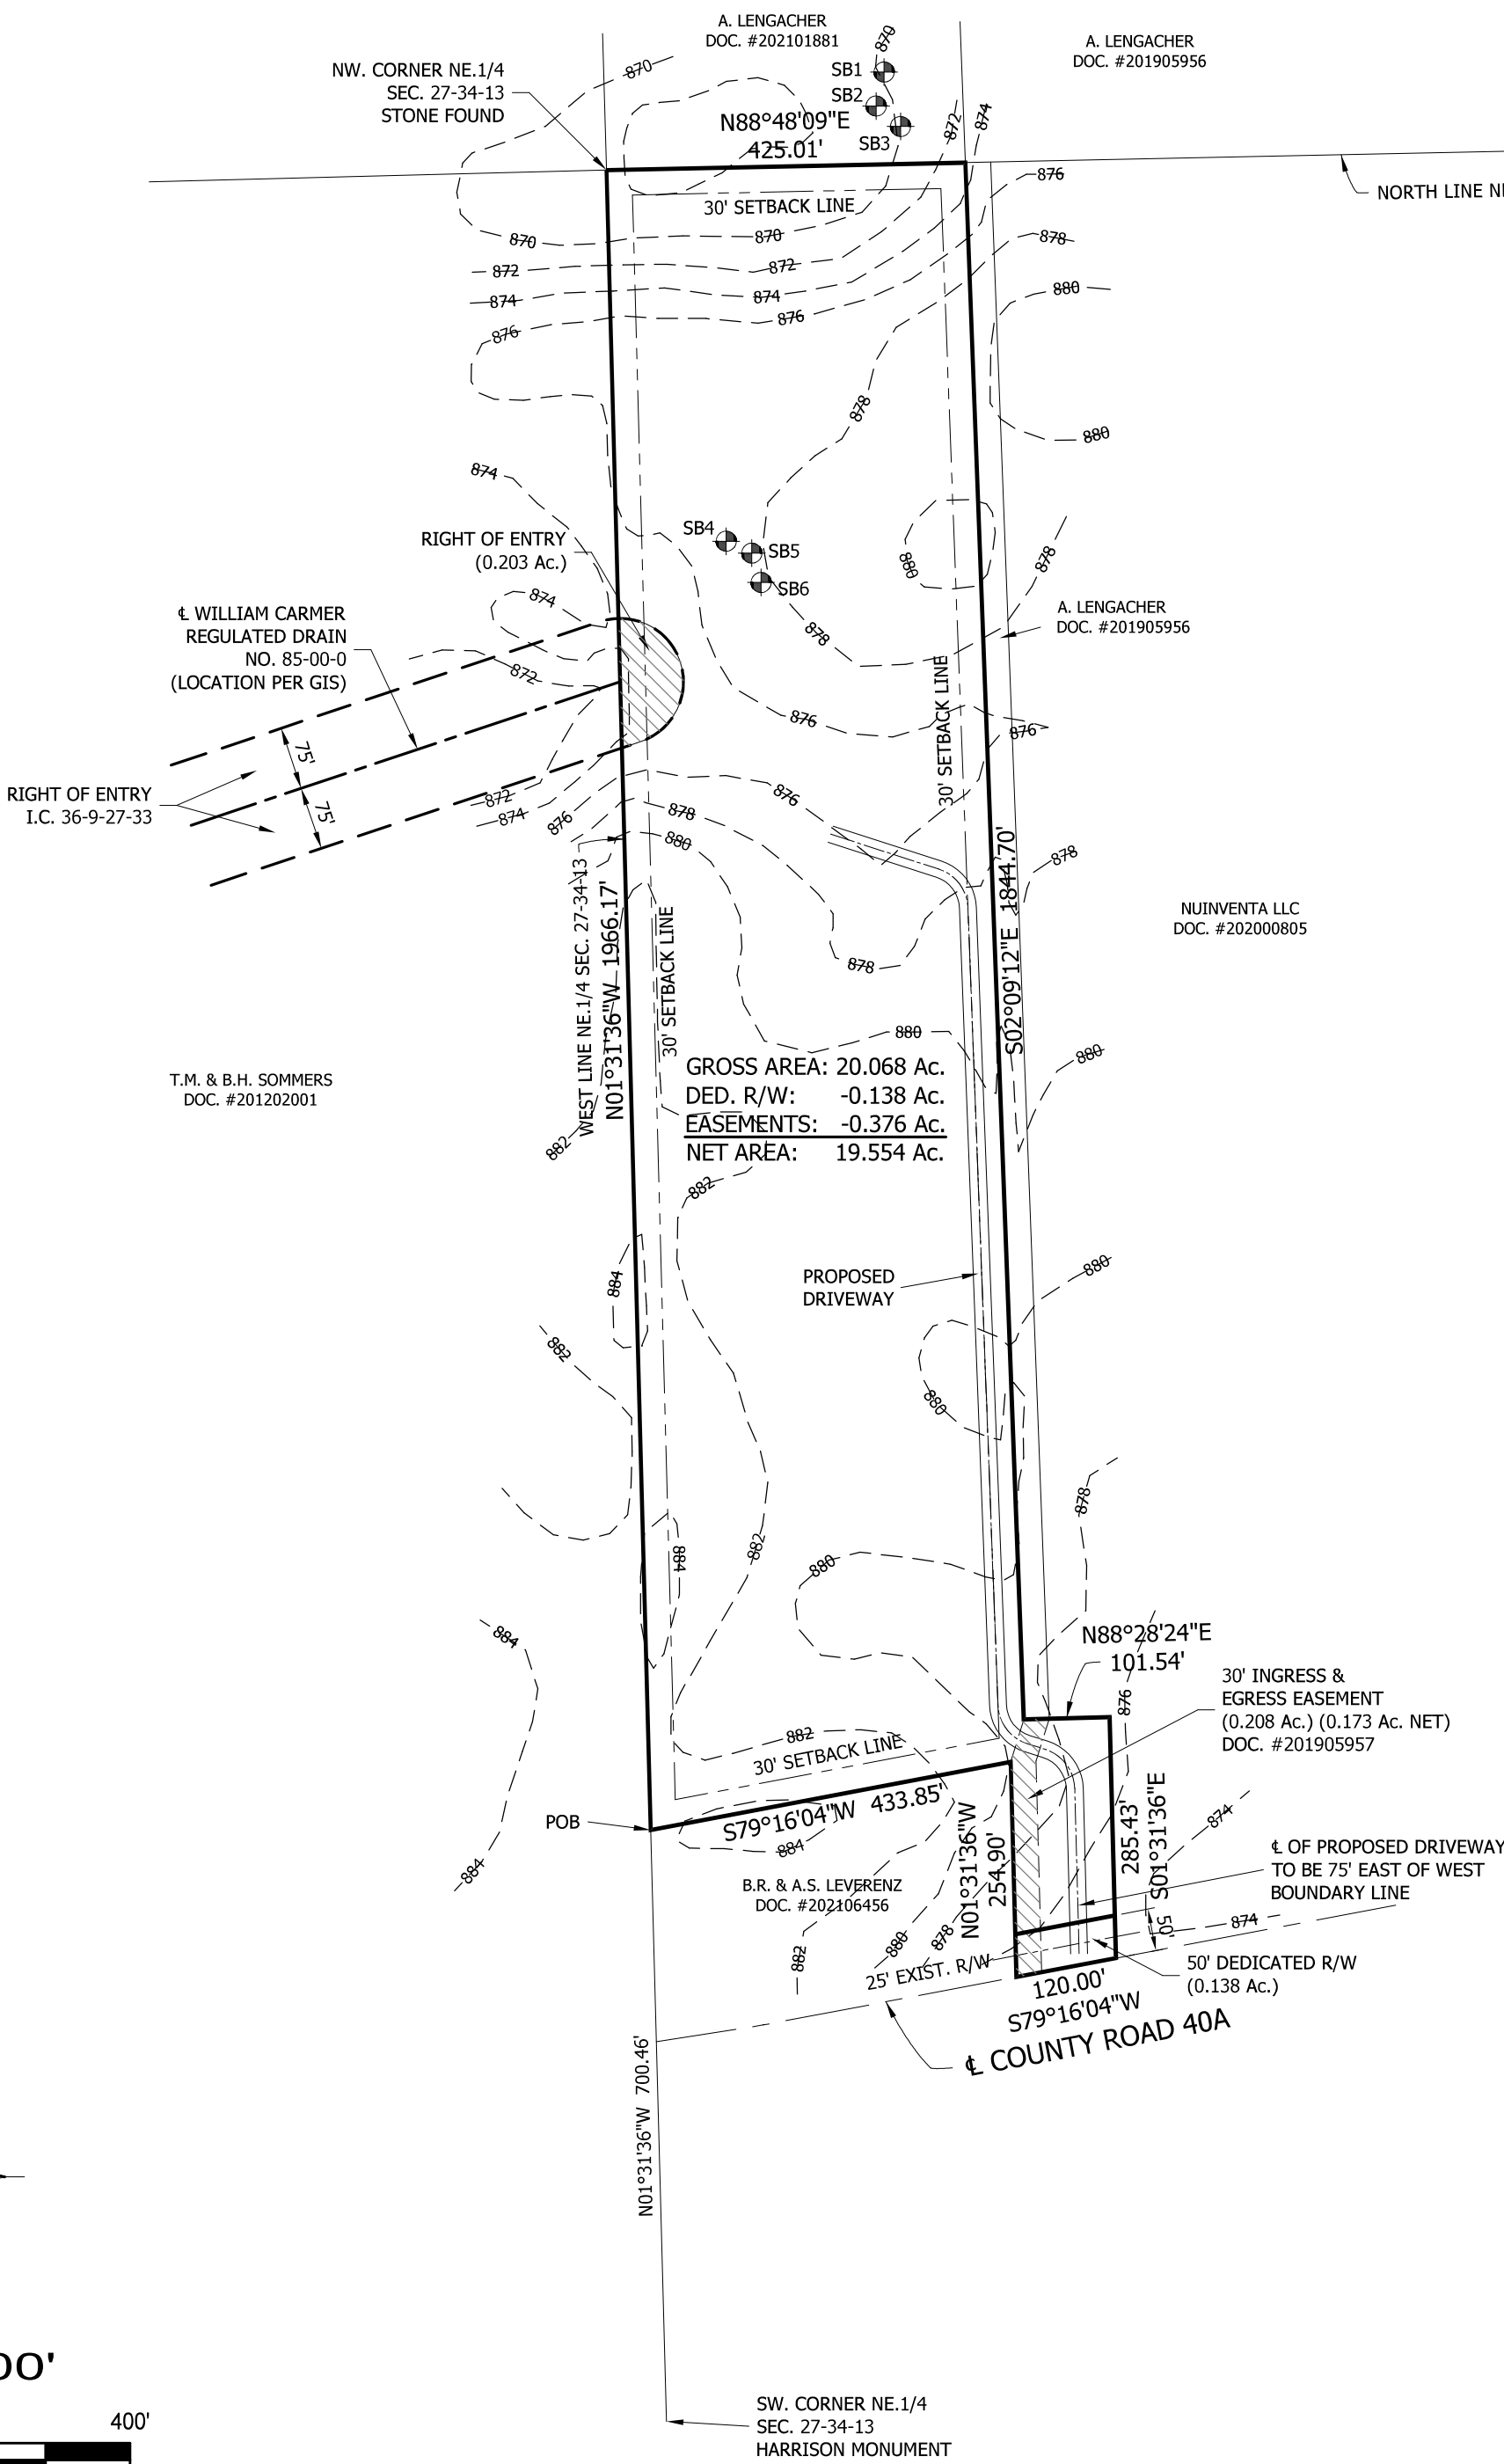 A. LENGACHER
DOC. #202101881
A. LENGACHER
DOC. #201905956
870
870
SB1
SB2
SB3
NW. CORNER NE.1/4
SEC. 27-34-13
STONE FOUND
N88°48'09"E
425.01'
872
874
876
NORTH LINE
30' SETBACK LINE
870
870
878
872
872
880
874
874
876
876
878
880
874
SB4
SB5
SB6
RIGHT OF ENTRY
(0.203 Ac.)
880
878
874
℄ WILLIAM CARMER
REGULATED DRAIN
NO. 85-00-0
(LOCATION PER GIS)
A. LENGACHER
DOC. #201905956
878
872
30' SETBACK LINE
876
876
75'
75'
RIGHT OF ENTRY
I.C. 36-9-27-33
872
874
876
876
878
880
878
WEST LINE NE.1/4 SEC. 27-34-13
N01°31'36"W 1966.17'
30' SETBACK LINE
S02°09'12"E 1844.70'
NUINVENTA LLC
DOC. #202000805
878
880
880
GROSS AREA: 20.068 Ac.
DED. R/W: -0.138 Ac.
EASEMENTS: -0.376 Ac.
NET AREA: 19.554 Ac.
T.M. & B.H. SOMMERS
DOC. #201202001
882
882
884
880
PROPOSED
DRIVEWAY
882
880
878
882
884
880
884
N88°28'24"E
101.54'
876
30' INGRESS &
EGRESS EASEMENT
(0.208 Ac.) (0.173 Ac. NET)
DOC. #201905957
882
30' SETBACK LINE
POB
S79°16'04"W 433.85'
884
884
B.R. & A.S. LEVERENZ
DOC. #202106456
N01°31'36"W
254.90'
285.43'
S01°31'36"E
874
℄ OF PROPOSED DRIVEWAY
TO BE 75' EAST OF WEST
BOUNDARY LINE
882
880
878
874
50'
25' EXIST. R/W
50' DEDICATED R/W
(0.138 Ac.)
120.00'
S79°16'04"W
℄ COUNTY ROAD 40A
N01°31'36"W 700.46'
00'
400'
SW. CORNER NE.1/4
SEC. 27-34-13
HARRISON MONUMENT